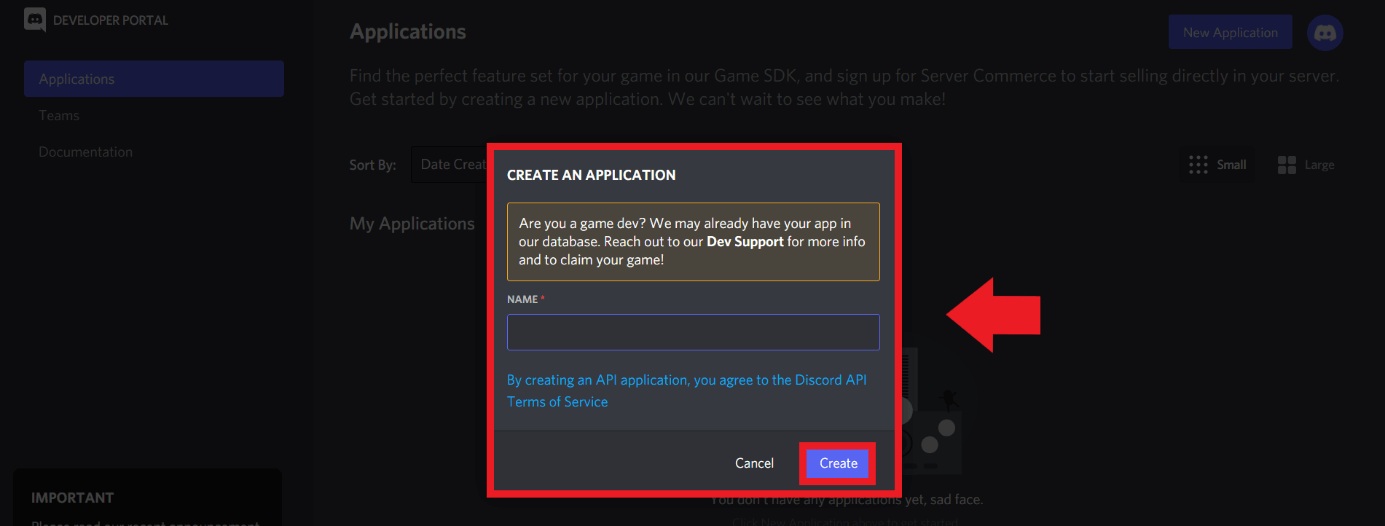 DEVELOPER PORTAL
Applications
Teams
Documentation
Applications
New Application
Find the perfect feature set for your game in our Game SDK, and sign up for Server Commerce to start selling directly in your server.
Get started by creating a new application. We can't wait to see what you make!
Sort By:
Date Creat
Small
Large
My Applications
CREATE AN APPLICATION
Are you a game dev? We may already have your app in
our database. Reach out to our Dev Support for more info
and to claim your game!
NAME *
By creating an API application, you agree to the Discord API
Terms of Service
Cancel
Create
You don't have any applications yet, sad face.
IMPORTANT
Please read our recent announcement